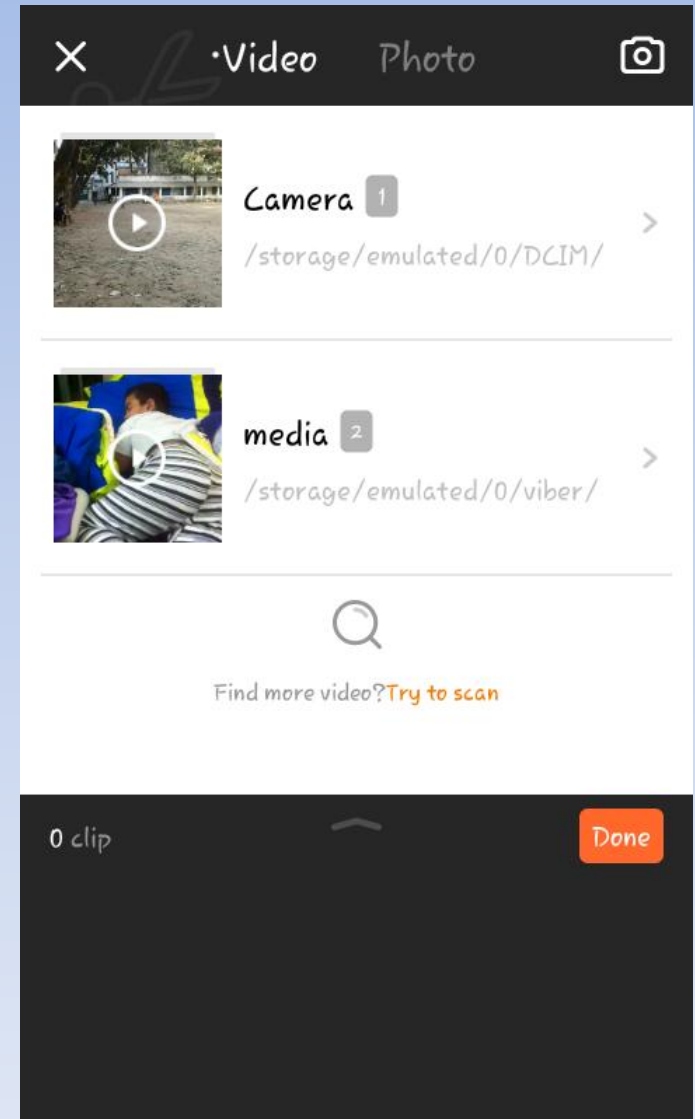 ·Video Photo
Camera 1
/storage/emulated/0/DCIM/
media 2
/storage/emulated/0/viber/
Find more video?Try to scan
0 clip Done